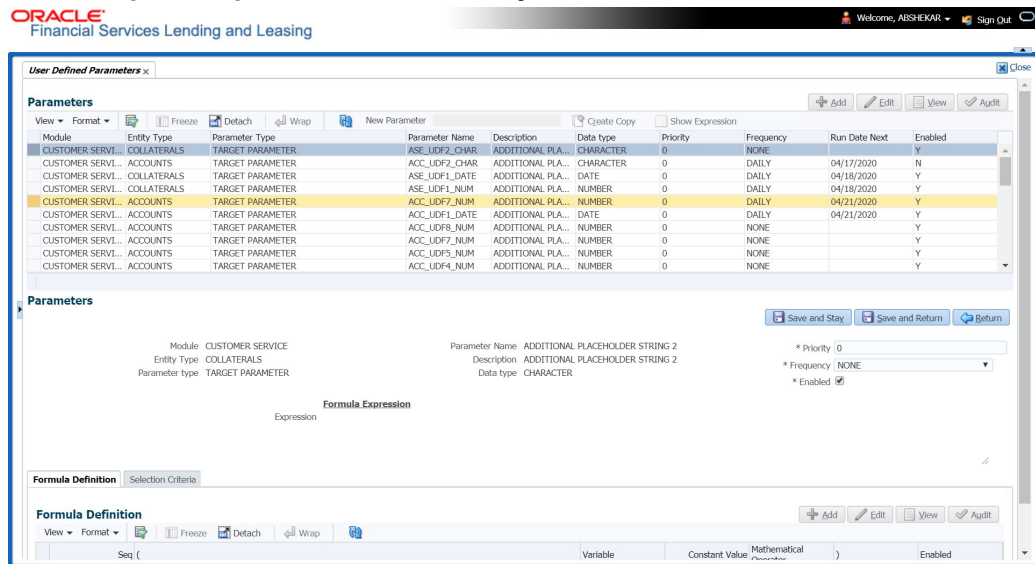 ORACLE
Financial Services Lending and Leasing
Welcome, ABSHEKAR Sign Out
User Defined Parameters x
Close
Parameters
Add Edit View Audit
View Format Freeze Detach Wrap New Parameter Create Copy Show Expression
Module Entity Type Parameter Type Parameter Name Description Data type Priority Frequency Run Date Next Enabled
CUSTOMER SERVI... COLLATERALS TARGET PARAMETER ASE_UDF2_CHAR ADDITIONAL PLA... CHARACTER 0 NONE Y
CUSTOMER SERVI... ACCOUNTS TARGET PARAMETER ACC_UDF2_CHAR ADDITIONAL PLA... CHARACTER 0 DAILY 04/17/2020 N
CUSTOMER SERVI... COLLATERALS TARGET PARAMETER ASE_UDF1_DATE ADDITIONAL PLA... DATE 0 DAILY 04/18/2020 Y
CUSTOMER SERVI... COLLATERALS TARGET PARAMETER ASE_UDF1_NUM ADDITIONAL PLA... NUMBER 0 DAILY 04/18/2020 Y
CUSTOMER SERVI... ACCOUNTS TARGET PARAMETER ACC_UDF7_NUM ADDITIONAL PLA... NUMBER 0 DAILY 04/21/2020 Y
CUSTOMER SERVI... ACCOUNTS TARGET PARAMETER ACC_UDF1_DATE ADDITIONAL PLA... DATE 0 DAILY 04/21/2020 Y
CUSTOMER SERVI... ACCOUNTS TARGET PARAMETER ACC_UDF8_NUM ADDITIONAL PLA... NUMBER 0 NONE Y
CUSTOMER SERVI... ACCOUNTS TARGET PARAMETER ACC_UDF7_NUM ADDITIONAL PLA... NUMBER 0 NONE Y
CUSTOMER SERVI... ACCOUNTS TARGET PARAMETER ACC_UDF5_NUM ADDITIONAL PLA... NUMBER 0 NONE Y
CUSTOMER SERVI... ACCOUNTS TARGET PARAMETER ACC_UDF4_NUM ADDITIONAL PLA... NUMBER 0 NONE Y
Parameters
Save and Stay Save and Return Return
Module CUSTOMER SERVICE Parameter Name ADDITIONAL PLACEHOLDER STRING 2 * Priority 0
Entity Type COLLATERALS Description ADDITIONAL PLACEHOLDER STRING 2 * Frequency NONE
Parameter type TARGET PARAMETER Data type CHARACTER * Enabled
Formula Expression
Expression
Formula Definition Selection Criteria
Formula Definition
Add Edit View Audit
View Format Freeze Detach Wrap
Seq ( Variable Constant Value Mathematical Operator ) Enabled